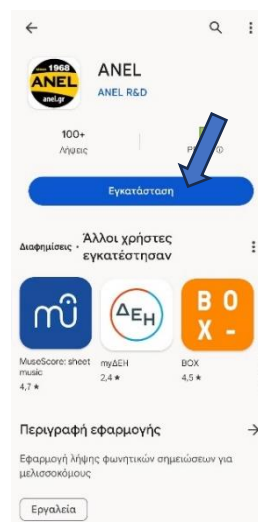 since 1968
ANEL
anel.gr
ANEL
ANEL R&D
100+
Λήψεις
Εγκατάσταση
Διαφημίσεις · Άλλοι χρήστες
εγκατέστησαν
μΔ
ΔΕΗ
B O
X -
MuseScore: sheet
music
4,7 ★
myΔΕΗ
2,4 ★
BOX
4,5 ★
Περιγραφή εφαρμογής
Εφαρμογή λήψης φωνητικών σημειώσεων για
μελισσοκόμους
Εργαλεία